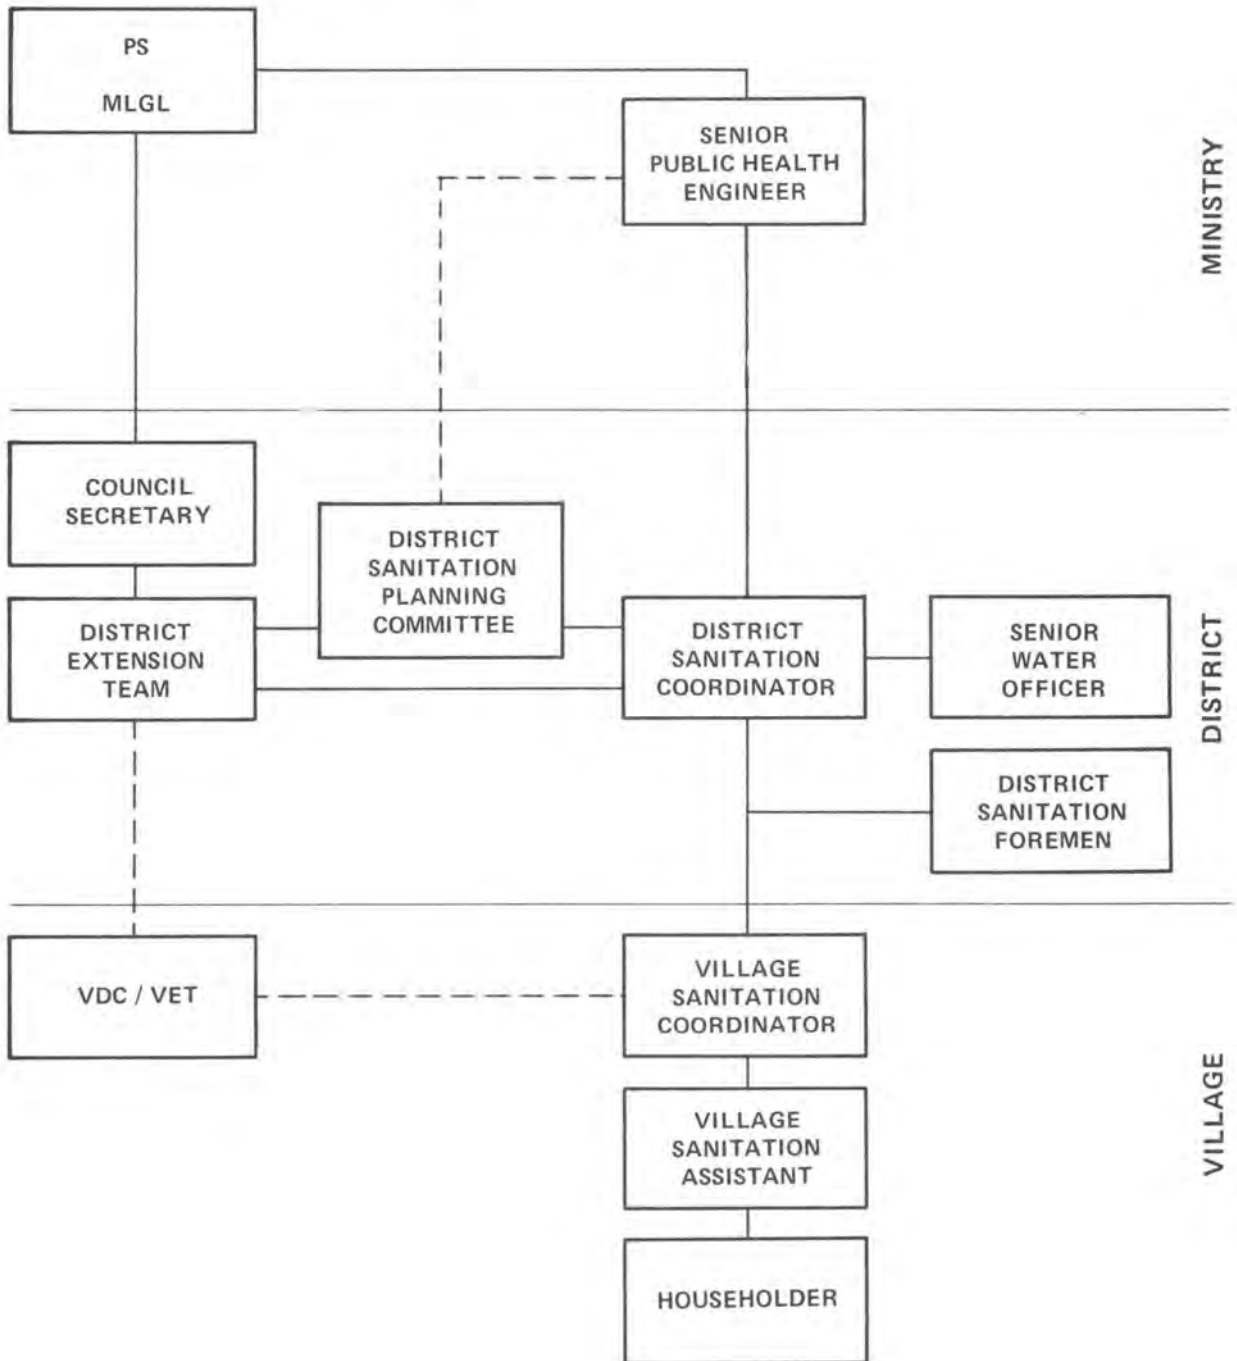 PS
MLGL
SENIOR
PUBLIC HEALTH
ENGINEER
MINISTRY
COUNCIL
SECRETARY
DISTRICT
SANITATION
PLANNING
COMMITTEE
DISTRICT
EXTENSION
TEAM
DISTRICT
SANITATION
COORDINATOR
SENIOR
WATER
OFFICER
DISTRICT
DISTRICT
SANITATION
FOREMEN
VDC / VET
VILLAGE
SANITATION
COORDINATOR
VILLAGE
SANITATION
ASSISTANT
VILLAGE
HOUSEHOLDER